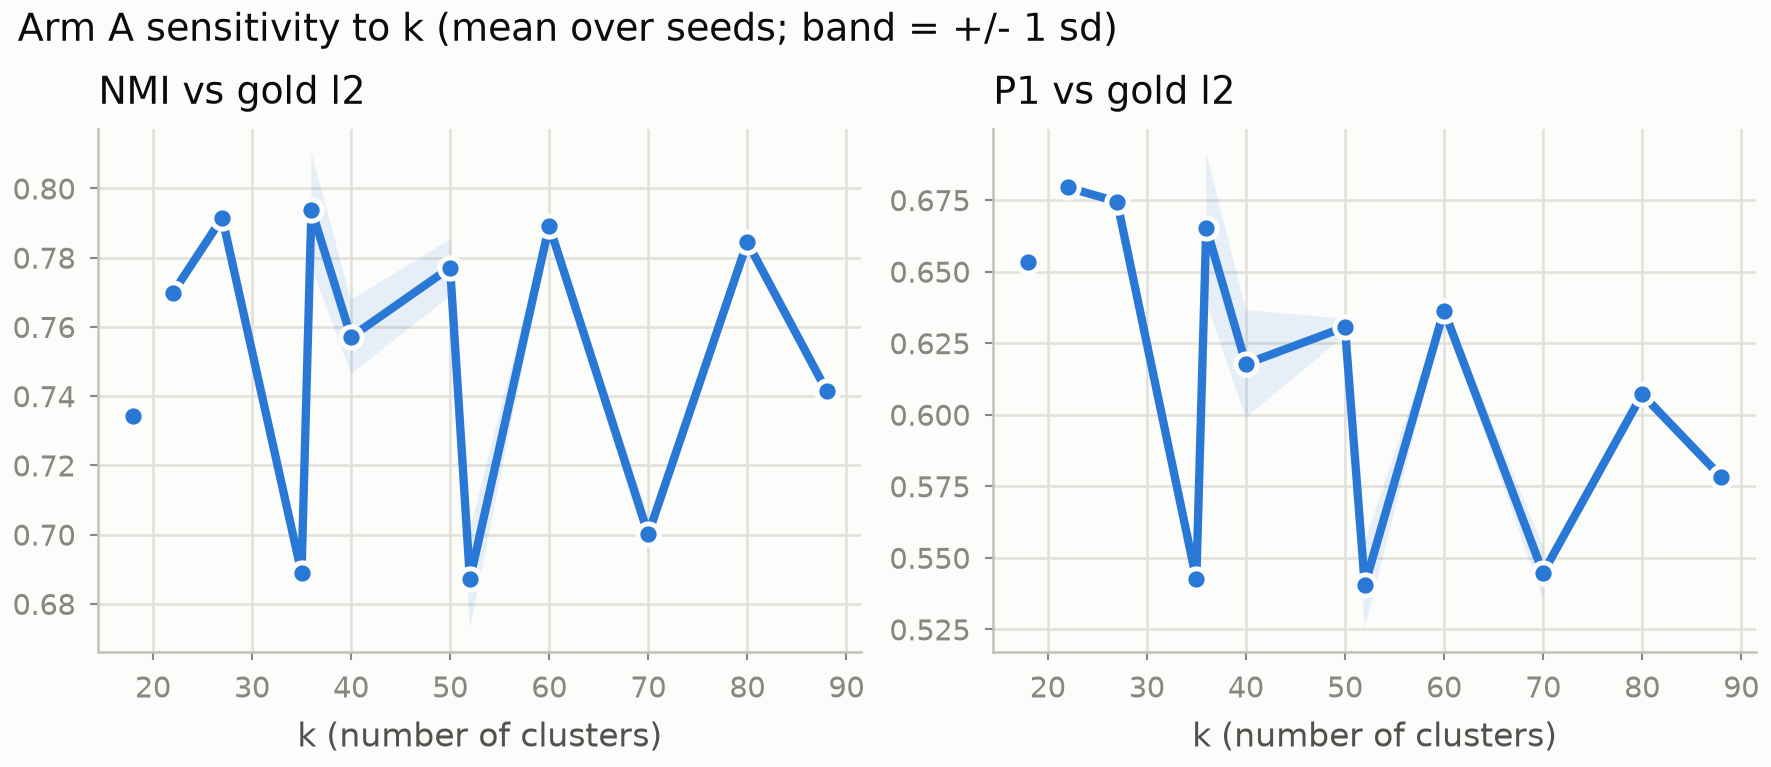 Arm A sensitivity to k (mean over seeds; band = +/- 1 sd)
NMI vs gold l2
0.80
0.78
0.76
0.74
0.72
0.70
0.68
20 30 40 50 60 70 80 90
k (number of clusters)
P1 vs gold l2
0.675
0.650
0.625
0.600
0.575
0.550
0.525
20 30 40 50 60 70 80 90
k (number of clusters)